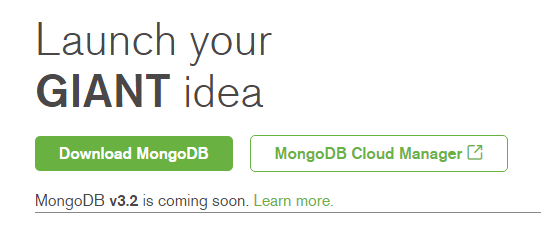 Launch your
GIANT idea
Download MongoDB
MongoDB Cloud Manager
MongoDB v3.2 is coming soon. Learn more.